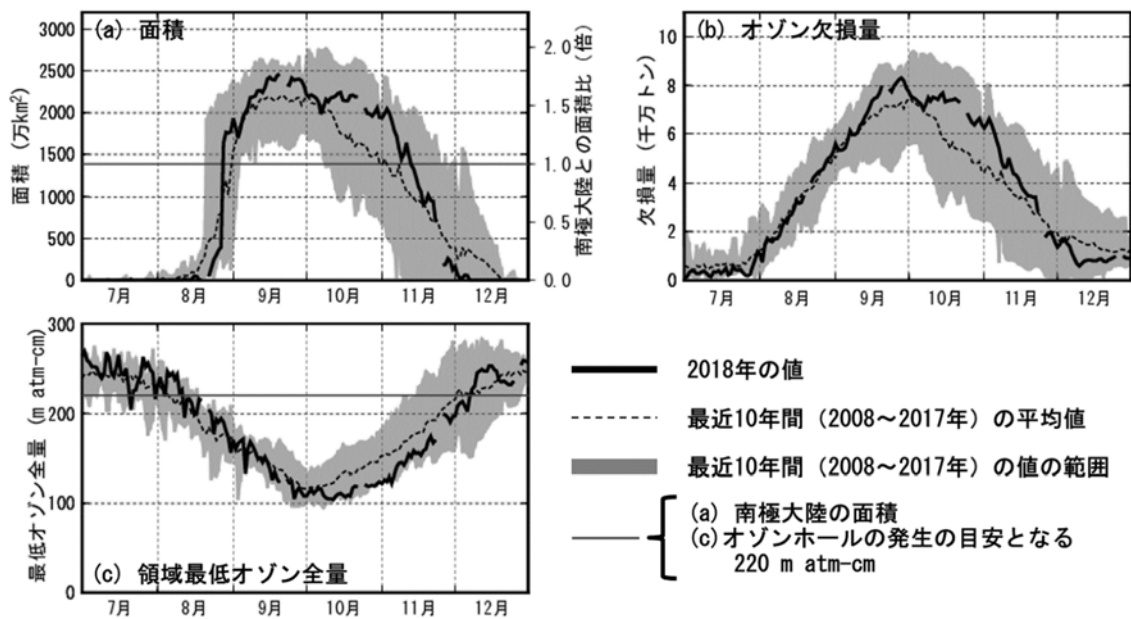 (a) 面積
面積 (万km²)
3000
2500
2000
1500
1000
500
0
南極大陸との面積比 (倍)
2.0
1.5
1.0
0.5
0.0
7月 8月 9月 10月 11月 12月
(b) オゾン欠損量
欠損量 (千万トン)
10
8
6
4
2
0
7月 8月 9月 10月 11月 12月
最低オゾン全量 (m atm-cm)
300
200
100
0
(c) 領域最低オゾン全量
7月 8月 9月 10月 11月 12月
2018年の値
最近10年間（2008～2017年）の平均値
最近10年間（2008～2017年）の値の範囲
(a) 南極大陸の面積
(c) オゾンホールの発生の目安となる
220 m atm-cm